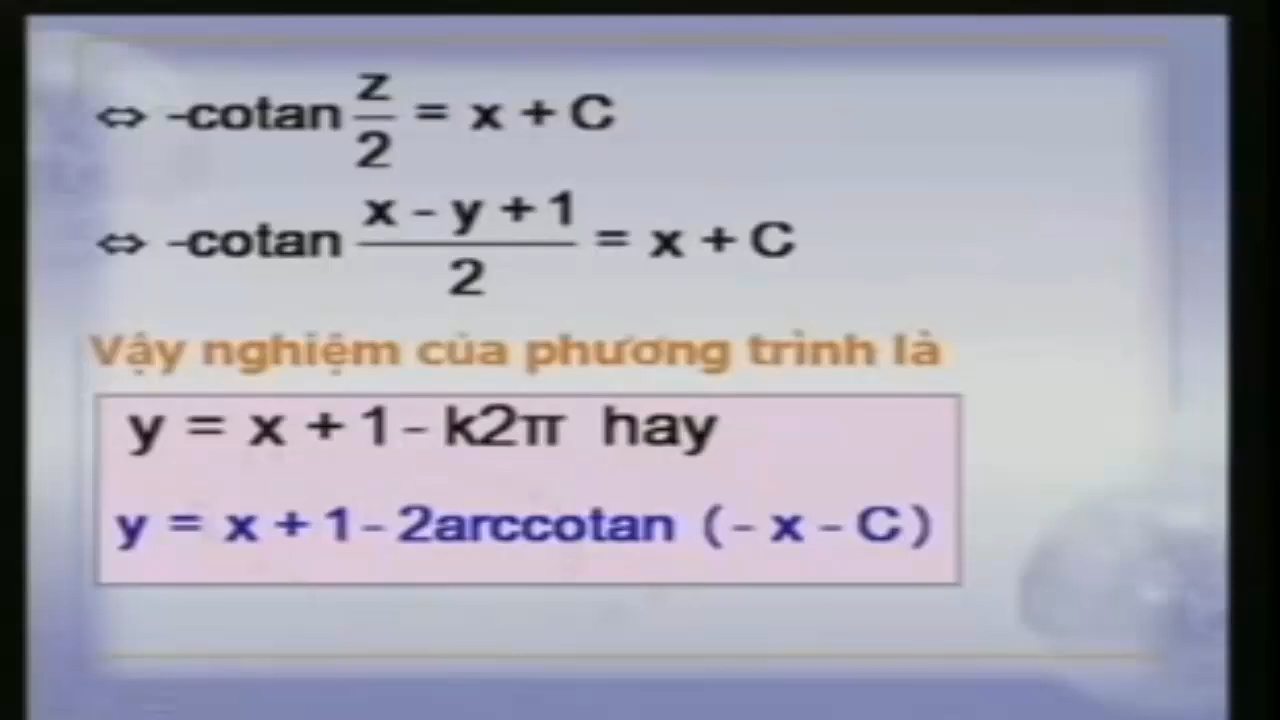 ⇔ -cotan z/2 = x + C
⇔ -cotan (x - y + 1)/2 = x + C
Vậy nghiệm của phương trình là
y = x + 1 - k2π hay
y = x + 1 - 2arccotan (- x - C)